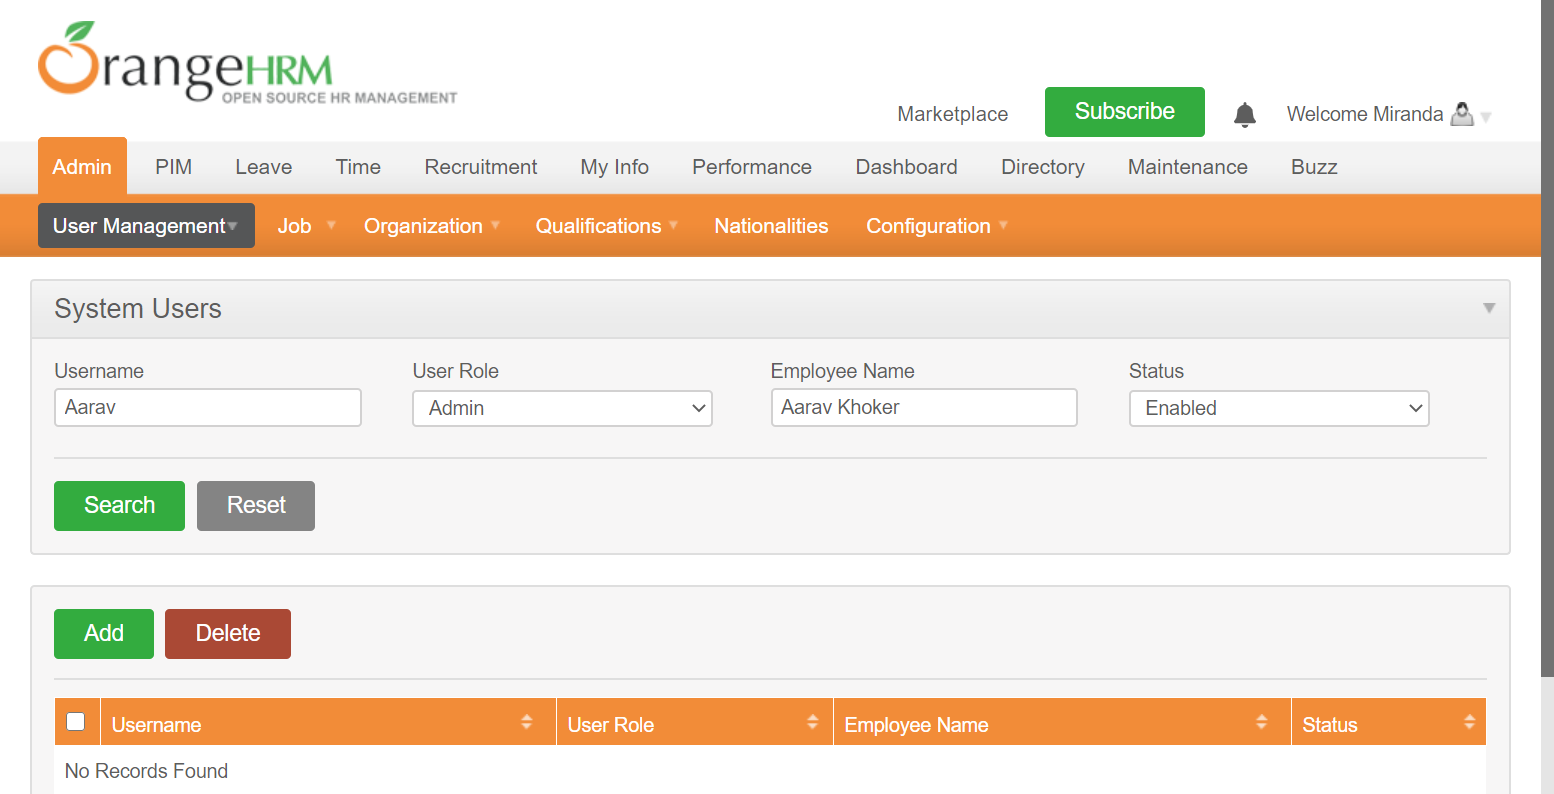 OrangeHRM
OPEN SOURCE HR MANAGEMENT
Marketplace Subscribe Welcome Miranda
Admin PIM Leave Time Recruitment My Info Performance Dashboard Directory Maintenance Buzz
User Management Job Organization Qualifications Nationalities Configuration
System Users
Username User Role Employee Name Status
Aarav Admin Aarav Khoker Enabled
Search Reset
Add Delete
Username User Role Employee Name Status
No Records Found